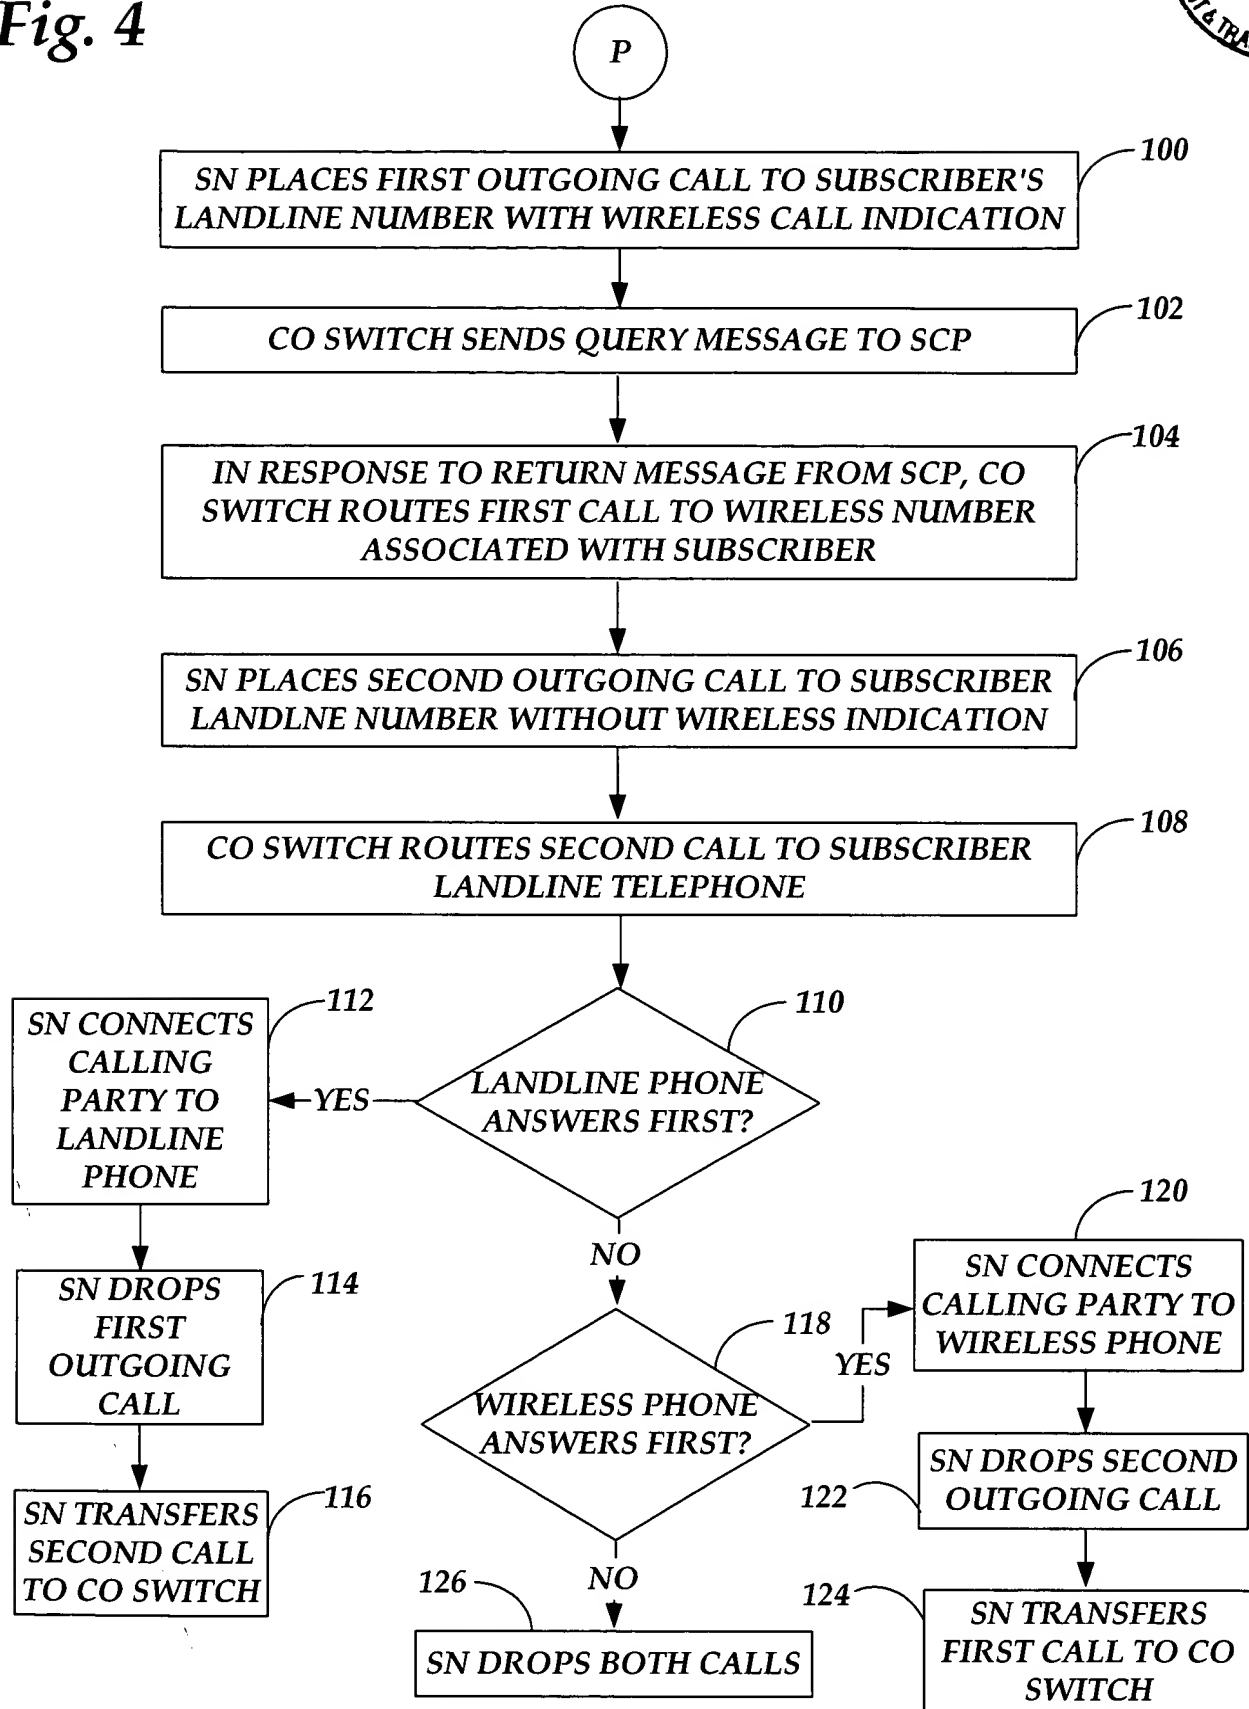 Fig. 4
P
100
SN PLACES FIRST OUTGOING CALL TO SUBSCRIBER'S
LANDLINE NUMBER WITH WIRELESS CALL INDICATION
102
CO SWITCH SENDS QUERY MESSAGE TO SCP
104
IN RESPONSE TO RETURN MESSAGE FROM SCP, CO
SWITCH ROUTES FIRST CALL TO WIRELESS NUMBER
ASSOCIATED WITH SUBSCRIBER
106
SN PLACES SECOND OUTGOING CALL TO SUBSCRIBER
LANDLNE NUMBER WITHOUT WIRELESS INDICATION
108
CO SWITCH ROUTES SECOND CALL TO SUBSCRIBER
LANDLINE TELEPHONE
110
LANDLINE PHONE
ANSWERS FIRST?
YES
112
SN CONNECTS
CALLING
PARTY TO
LANDLINE
PHONE
114
SN DROPS
FIRST
OUTGOING
CALL
116
SN TRANSFERS
SECOND CALL
TO CO SWITCH
NO
118
WIRELESS PHONE
ANSWERS FIRST?
YES
120
SN CONNECTS
CALLING PARTY TO
WIRELESS PHONE
122
SN DROPS SECOND
OUTGOING CALL
124
SN TRANSFERS
FIRST CALL TO CO
SWITCH
NO
126
SN DROPS BOTH CALLS